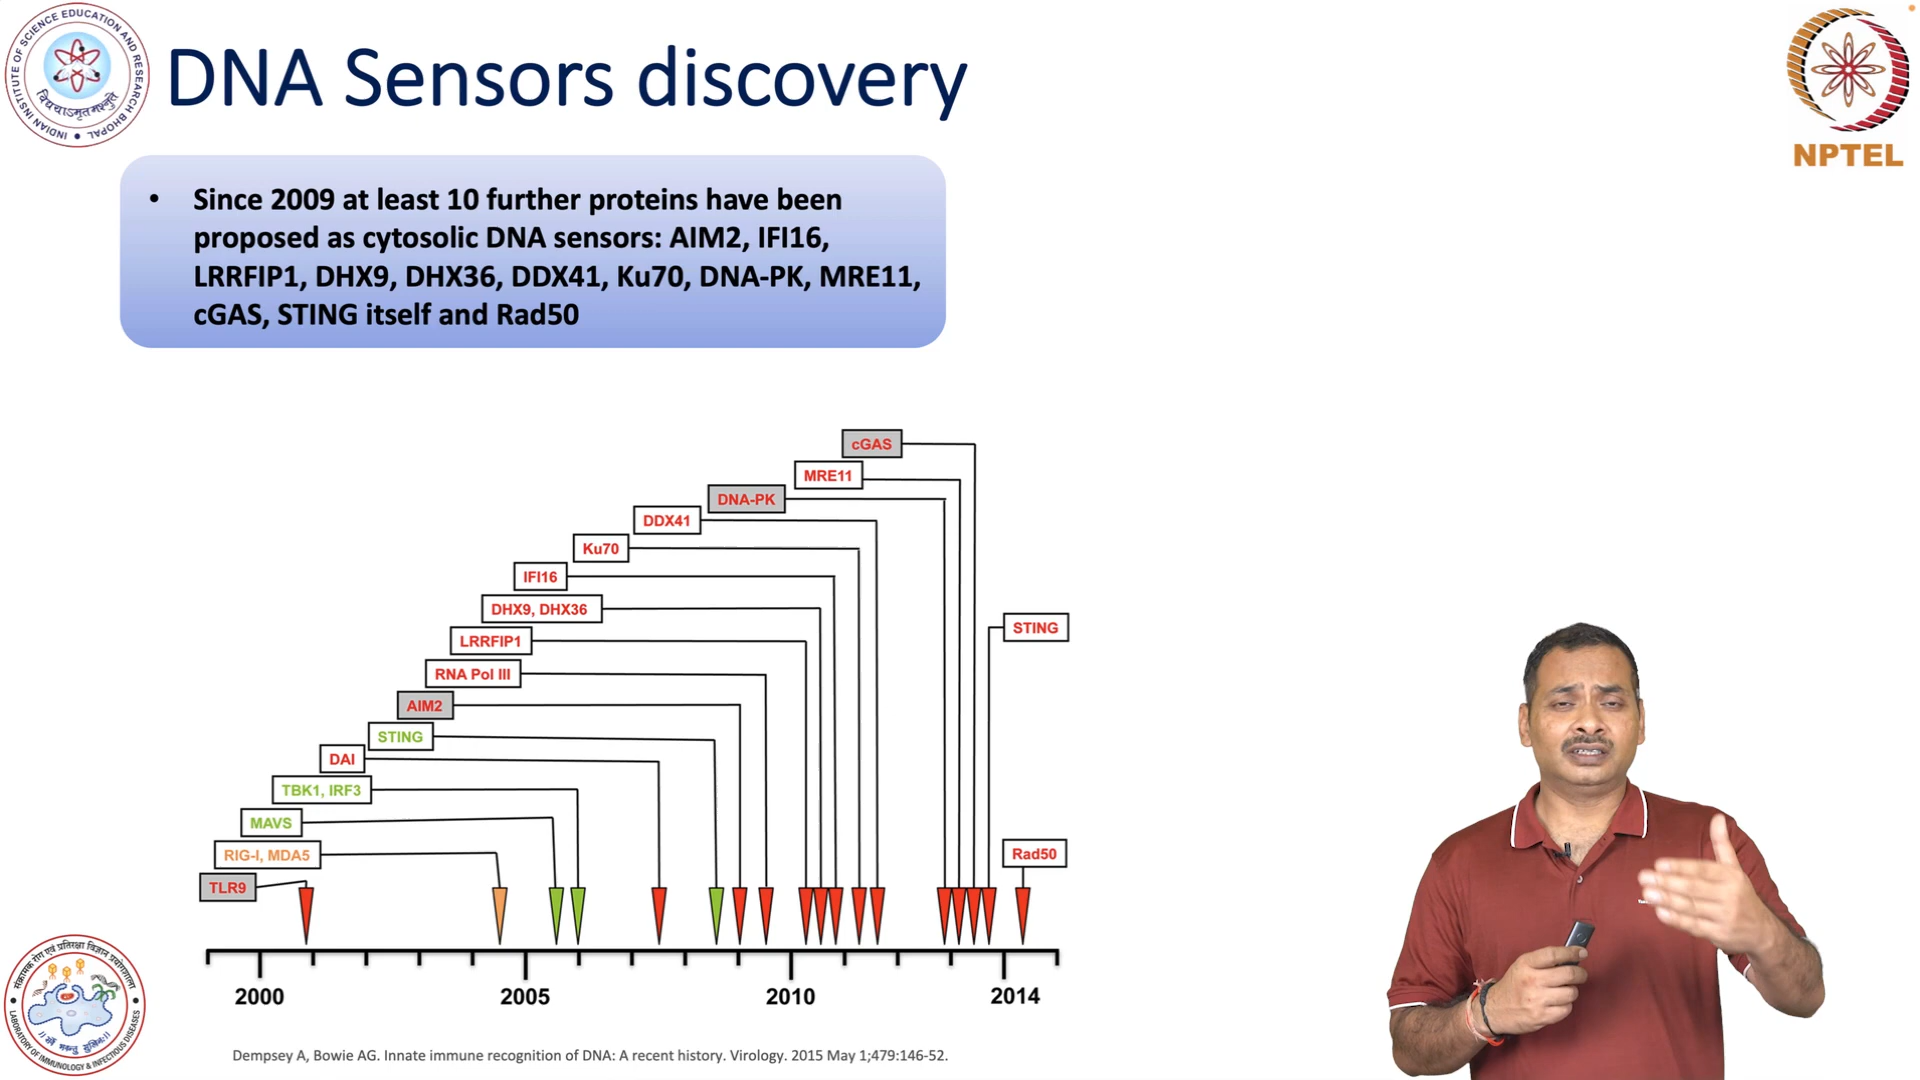 INDIAN INSTITUTE OF SCIENCE EDUCATION AND RESEARCH BHOPAL
DNA Sensors discovery
NPTEL
• Since 2009 at least 10 further proteins have been
proposed as cytosolic DNA sensors: AIM2, IFI16,
LRRFIP1, DHX9, DHX36, DDX41, Ku70, DNA-PK, MRE11,
cGAS, STING itself and Rad50
cGAS
MRE11
DNA-PK
DDX41
Ku70
IFI16
DHX9, DHX36
STING
LRRFIP1
RNA Pol III
AIM2
STING
DAI
TBK1, IRF3
MAVS
RIG-I, MDA5
Rad50
TLR9
2000 2005 2010 2014
LABORATORY OF IMMUNOLOGY & INFECTIOUS DISEASES
Dempsey A, Bowie AG. Innate immune recognition of DNA: A recent history. Virology. 2015 May 1;479:146-52.